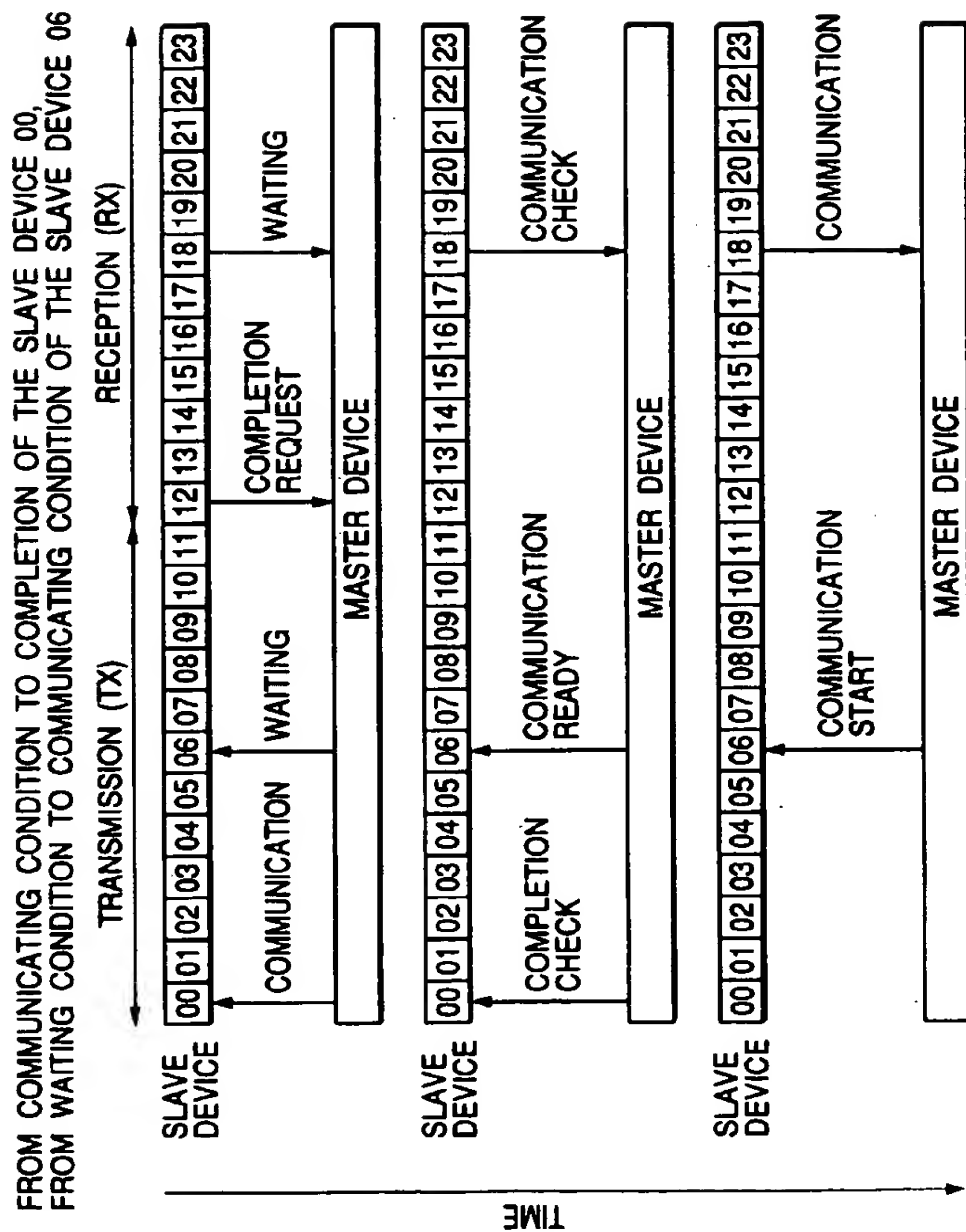 FROM COMMUNICATING CONDITION TO COMPLETION OF THE SLAVE DEVICE 00,
FROM WAITING CONDITION TO COMMUNICATING CONDITION OF THE SLAVE DEVICE 06
TRANSMISSION (TX) RECEPTION (RX)
SLAVE DEVICE
00 01 02 03 04 05 06 07 08 09 10 11 12 13 14 15 16 17 18 19 20 21 22 23
COMMUNICATION
WAITING
COMPLETION
REQUEST
WAITING
MASTER DEVICE
SLAVE DEVICE
00 01 02 03 04 05 06 07 08 09 10 11 12 13 14 15 16 17 18 19 20 21 22 23
COMPLETION
CHECK
COMMUNICATION
READY
COMMUNICATION
CHECK
MASTER DEVICE
SLAVE DEVICE
00 01 02 03 04 05 06 07 08 09 10 11 12 13 14 15 16 17 18 19 20 21 22 23
COMMUNICATION
START
COMMUNICATION
MASTER DEVICE
TIME